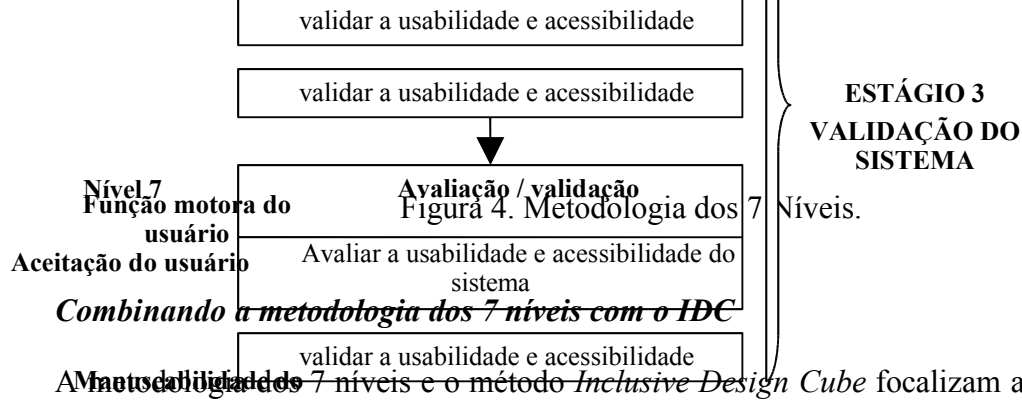 validar a usabilidade e acessibilidade
validar a usabilidade e acessibilidade
ESTÁGIO 3
VALIDAÇÃO DO
SISTEMA
Nível 7
Avaliação / validação
Função motora do
usuário
Figura 4. Metodologia dos 7 Níveis.
Aceitação do usuário
Avaliar a usabilidade e acessibilidade do
sistema
Combinando a metodologia dos 7 níveis com o IDC
validar a usabilidade e acessibilidade
A metodologia dos 7 níveis e o método Inclusive Design Cube focalizam a